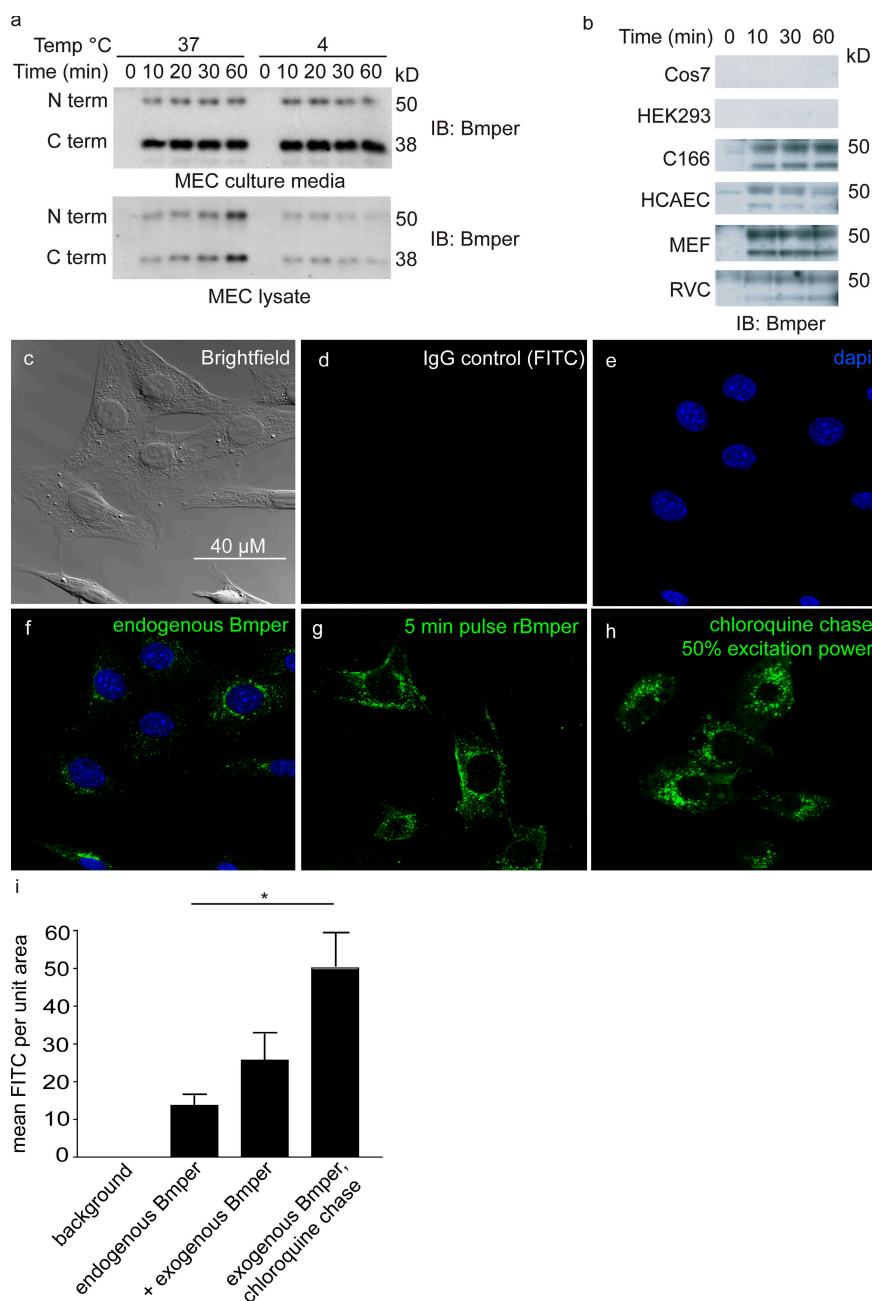 a
Temp °C 37 4
Time (min) 0 10 20 30 60 0 10 20 30 60 kD
N term 50
C term 38
IB: Bmper
MEC culture media
N term 50
C term 38
IB: Bmper
MEC lysate
b
Time (min) 0 10 30 60
kD
Cos7
HEK293
C166 50
HCAEC 50
MEF 50
RVC 50
IB: Bmper
c Brightfield
40 µM
d IgG control (FITC)
e dapi
f endogenous Bmper
g 5 min pulse rBmper
h chloroquine chase
50% excitation power
i
*
mean FITC per unit area
60
50
40
30
20
10
0
background
endogenous Bmper
+ exogenous Bmper
exogenous Bmper,
chloroquine chase